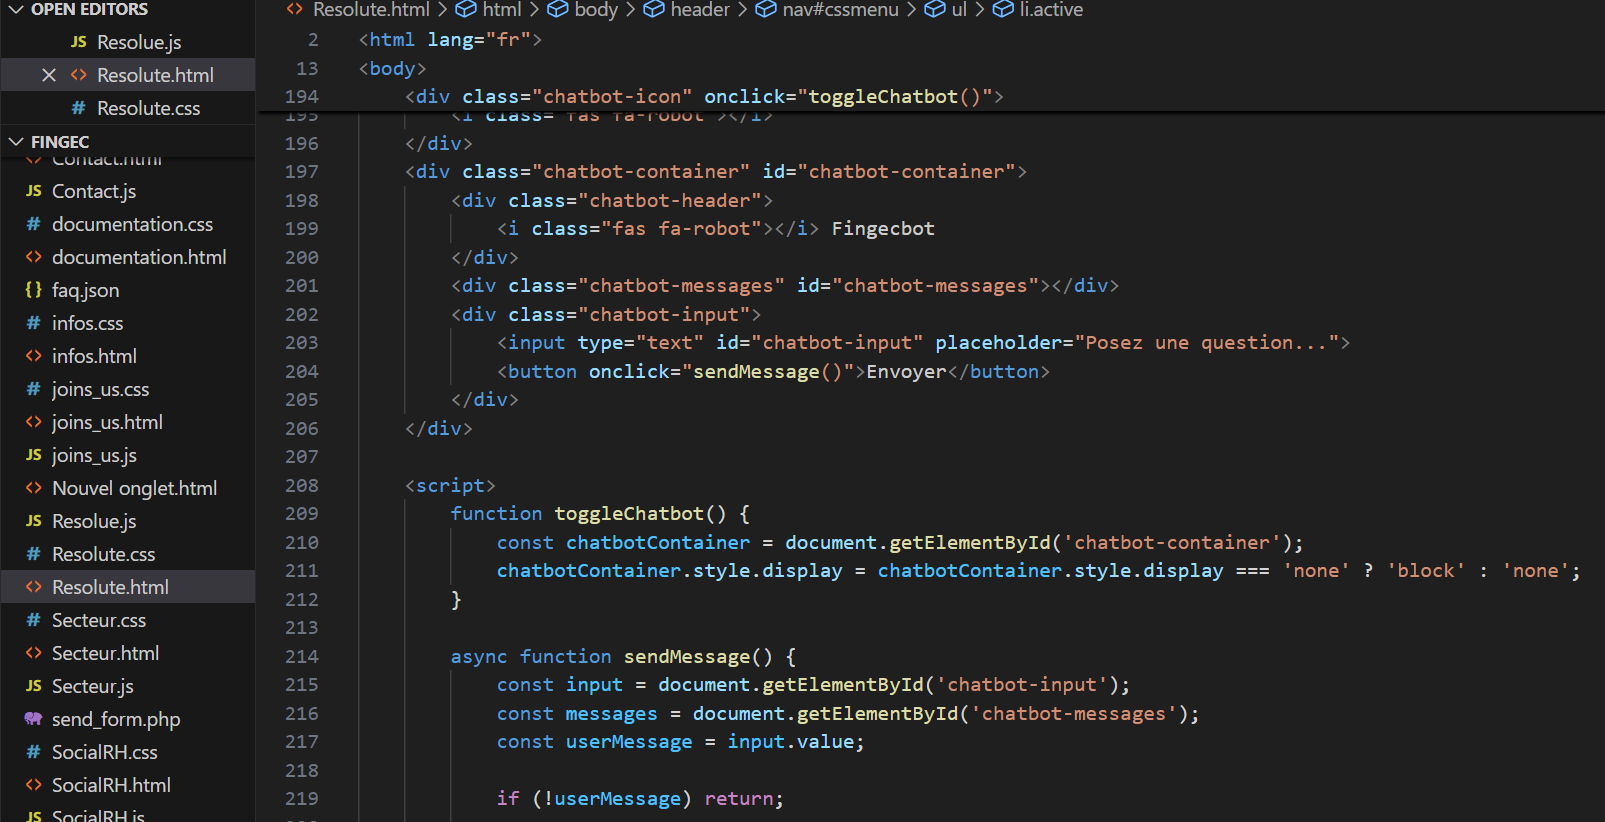 OPEN EDITORS
JS Resolue.js
Resolute.html
# Resolute.css
FINGEC
Contact.html
JS Contact.js
# documentation.css
<> documentation.html
{} faq.json
# infos.css
<> infos.html
# joins_us.css
<> joins_us.html
JS joins_us.js
<> Nouvel onglet.html
JS Resolue.js
# Resolute.css
<> Resolute.html
# Secteur.css
<> Secteur.html
JS Secteur.js
send_form.php
# SocialRH.css
<> SocialRH.html
JS SocialRH.js
<> Resolute.html > html > body > header > nav#cssmenu > ul > li.active
2 <html lang="fr">
13 <body>
194 <div class="chatbot-icon" onclick="toggleChatbot()">
195 <i class="fas fa-robot"></i>
196 </div>
197 <div class="chatbot-container" id="chatbot-container">
198 <div class="chatbot-header">
199 <i class="fas fa-robot"></i> Fingecbot
200 </div>
201 <div class="chatbot-messages" id="chatbot-messages"></div>
202 <div class="chatbot-input">
203 <input type="text" id="chatbot-input" placeholder="Posez une question...">
204 <button onclick="sendMessage()">Envoyer</button>
205 </div>
206 </div>
207
208 <script>
209 function toggleChatbot() {
210 const chatbotContainer = document.getElementById('chatbot-container');
211 chatbotContainer.style.display = chatbotContainer.style.display === 'none' ? 'block' : 'none';
212 }
213
214 async function sendMessage() {
215 const input = document.getElementById('chatbot-input');
216 const messages = document.getElementById('chatbot-messages');
217 const userMessage = input.value;
218
219 if (!userMessage) return;